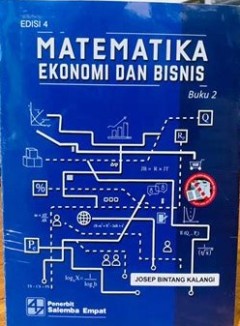 EDISI 4
MATEMATIKA
EKONOMI DAN BISNIS
Buku 2
Q
%
JOSEP BINTANG KALANGI
Penerbit
Salemba Empat